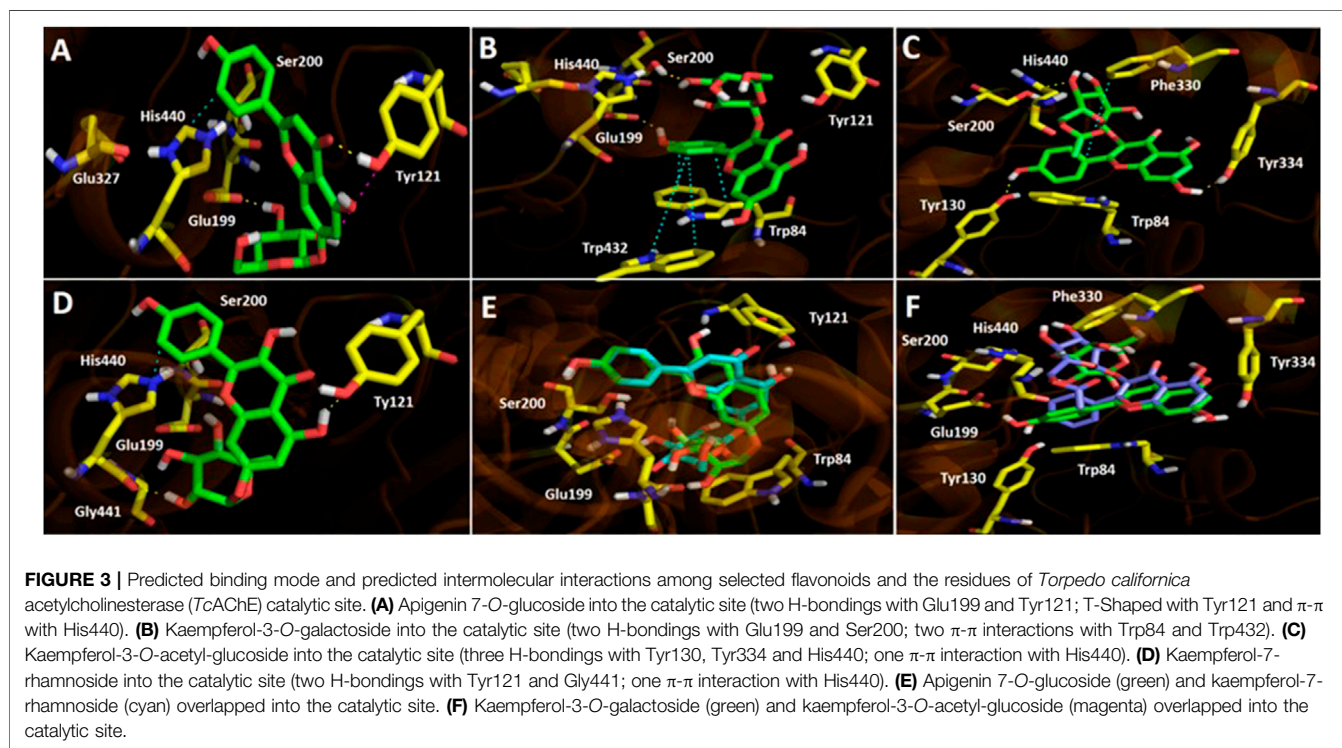 A
Ser200
His440
Glu327
Glu199
Tyr121
B
His440
Ser200
Glu199
Tyr121
Trp84
Trp432
C
His440
Phe330
Ser200
Tyr334
Tyr130
Trp84
D
Ser200
His440
Glu199
Ty121
Gly441
E
Ty121
Ser200
Glu199
Trp84
F
Phe330
Ser200
His440
Tyr334
Glu199
Tyr130
Trp84
FIGURE 3 | Predicted binding mode and predicted intermolecular interactions among selected flavonoids and the residues of Torpedo californica
acetylcholinesterase (TcAChE) catalytic site. (A) Apigenin 7-O-glucoside into the catalytic site (two H-bondings with Glu199 and Tyr121; T-Shaped with Tyr121 and π-π
with His440). (B) Kaempferol-3-O-galactoside into the catalytic site (two H-bondings with Glu199 and Ser200; two π-π interactions with Trp84 and Trp432). (C)
Kaempferol-3-O-acetyl-glucoside into the catalytic site (three H-bondings with Tyr130, Tyr334 and His440; one π-π interaction with His440). (D) Kaempferol-7-
rhamnoside into the catalytic site (two H-bondings with Tyr121 and Gly441; one π-π interaction with His440). (E) Apigenin 7-O-glucoside (green) and kaempferol-7-
rhamnoside (cyan) overlapped into the catalytic site. (F) Kaempferol-3-O-galactoside (green) and kaempferol-3-O-acetyl-glucoside (magenta) overlapped into the
catalytic site.